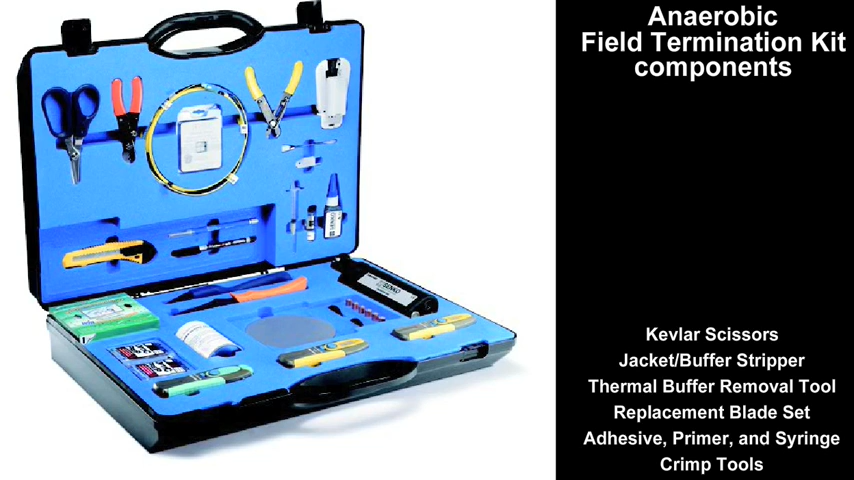 Anaerobic
Field Termination Kit
components
Kevlar Scissors
Jacket/Buffer Stripper
Thermal Buffer Removal Tool
Replacement Blade Set
Adhesive, Primer, and Syringe
Crimp Tools